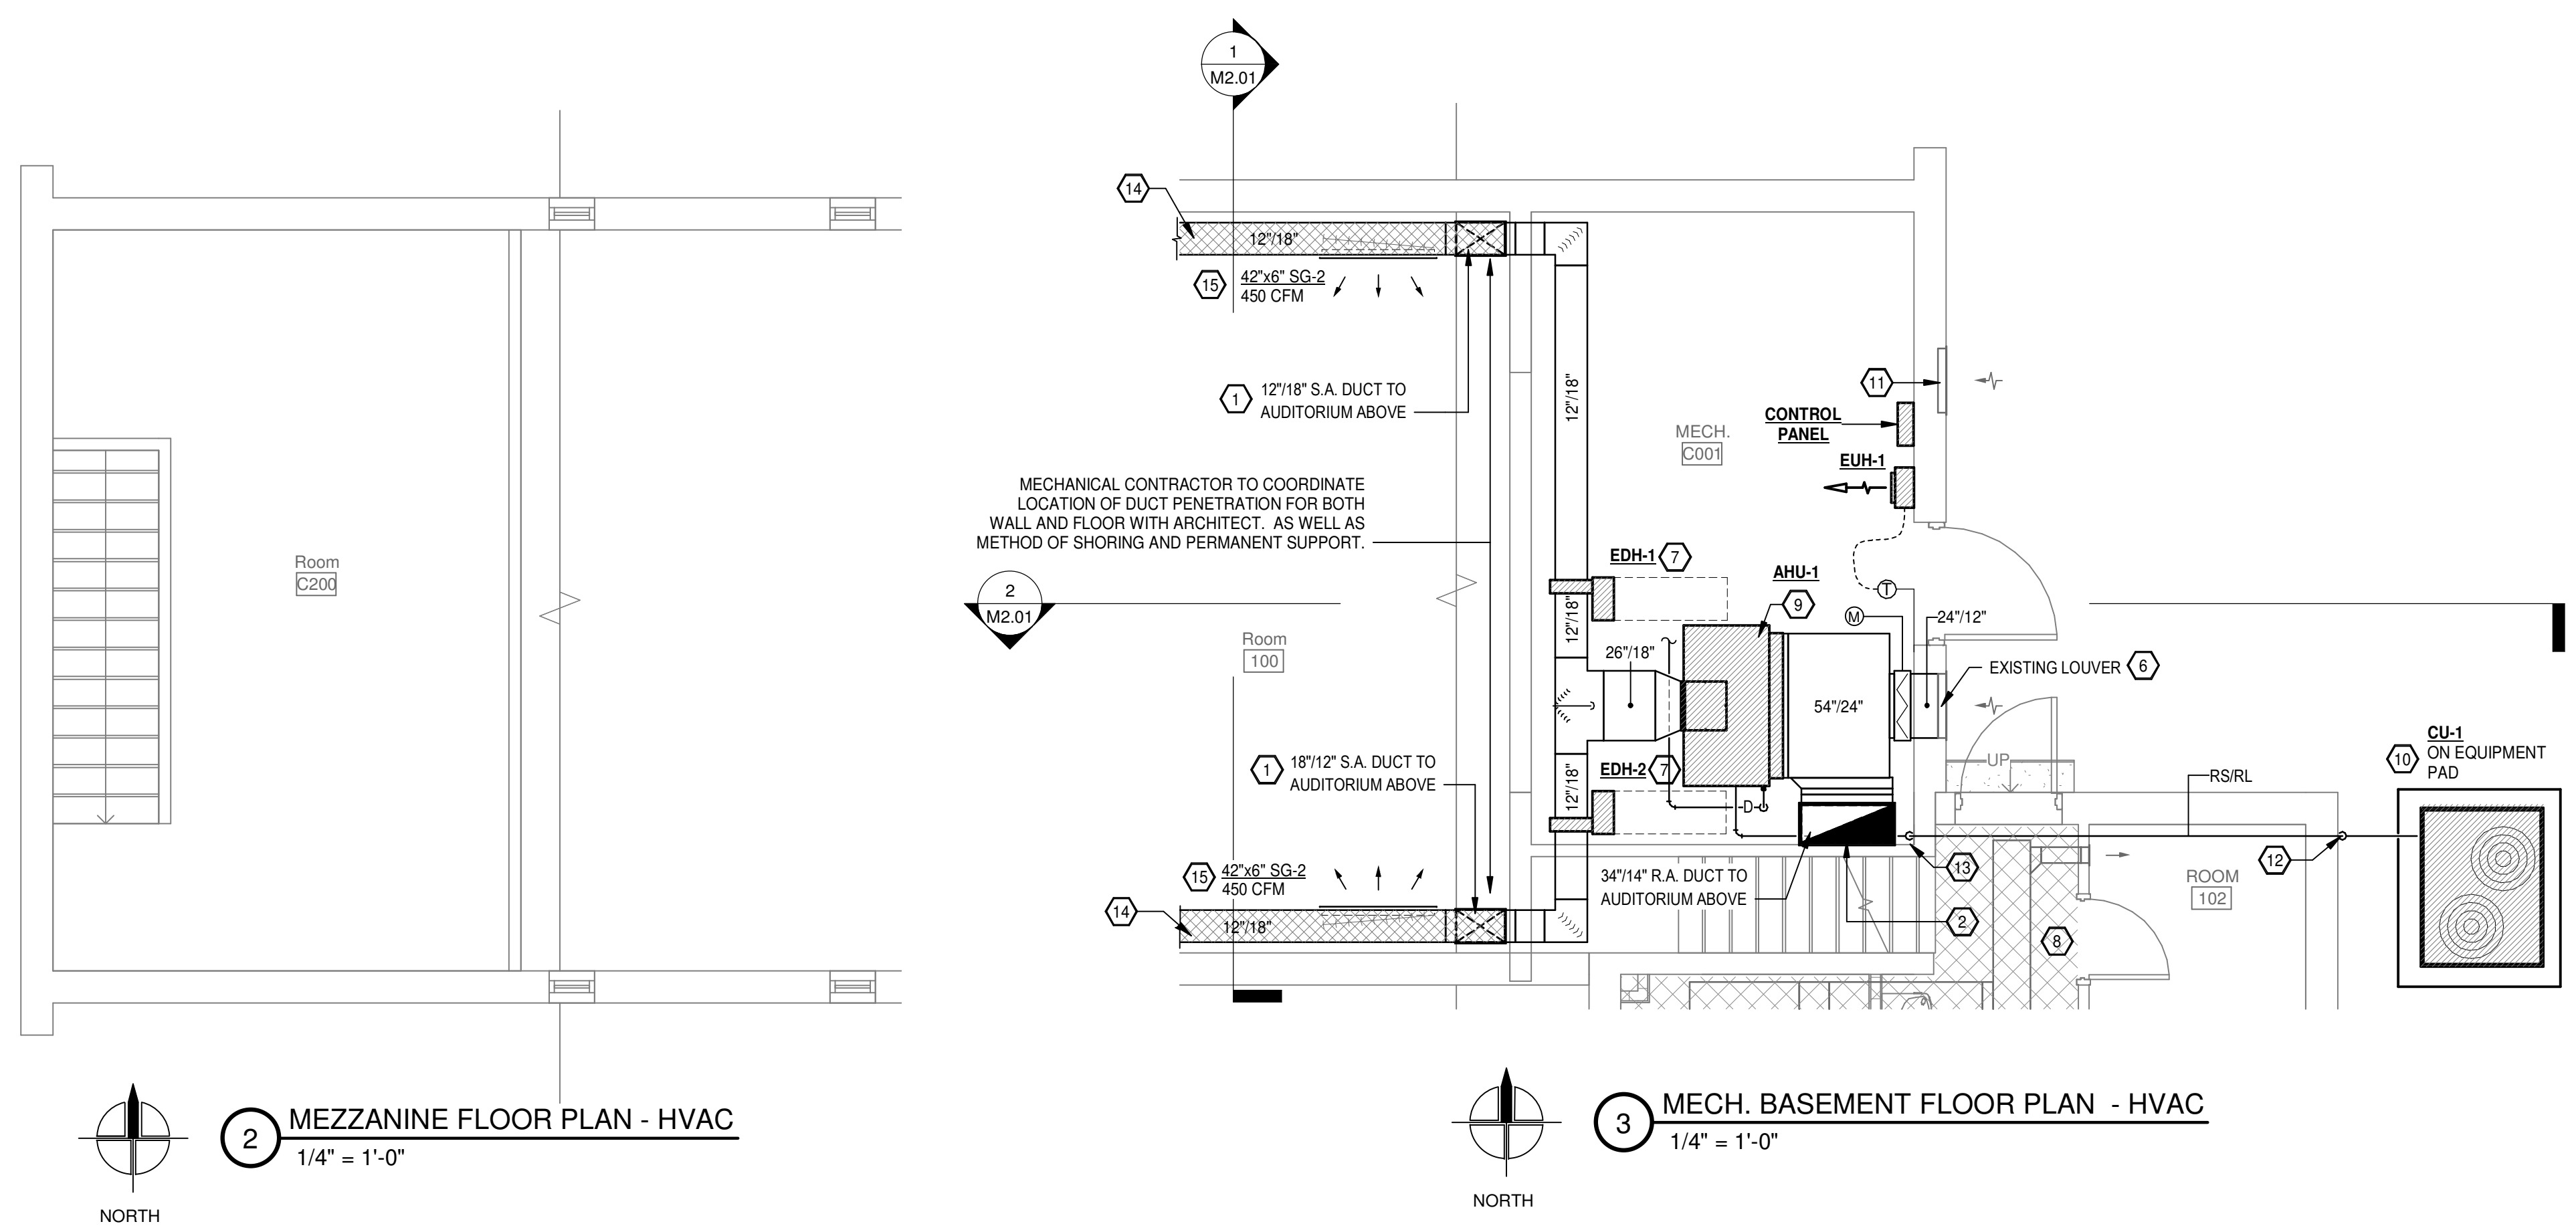 Room
C200
2
MEZZANINE FLOOR PLAN - HVAC
1/4" = 1'-0"
NORTH
1
M2.01
14
12"/18"
15
42"x6" SG-2
450 CFM
1
12"/18" S.A. DUCT TO
AUDITORIUM ABOVE
MECHANICAL CONTRACTOR TO COORDINATE
LOCATION OF DUCT PENETRATION FOR BOTH
WALL AND FLOOR WITH ARCHITECT.  AS WELL AS
METHOD OF SHORING AND PERMANENT SUPPORT.
2
M2.01
Room
100
1
18"/12" S.A. DUCT TO
AUDITORIUM ABOVE
15
42"x6" SG-2
450 CFM
14
12"/18"
12"/18"
12"/18"
12"/18"
MECH.
C001
11
CONTROL
PANEL
EUH-1
EDH-1
7
AHU-1
9
T
M
24"/12"
26"/18"
54"/24"
EXISTING LOUVER
6
EDH-2
7
D
UP
RS/RL
10
CU-1
ON EQUIPMENT
PAD
34"/14" R.A. DUCT TO
AUDITORIUM ABOVE
13
2
8
12
ROOM
102
3
MECH. BASEMENT FLOOR PLAN  - HVAC
1/4" = 1'-0"
NORTH